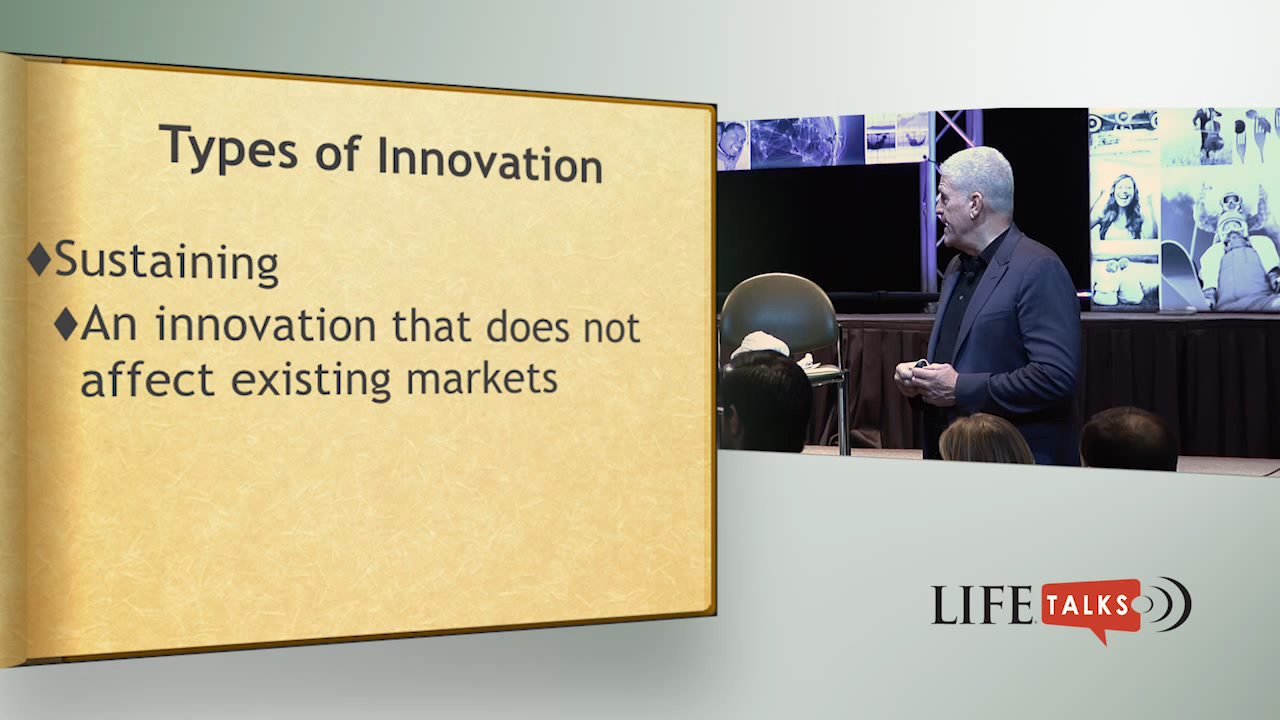 Types of Innovation
♦Sustaining
♦An innovation that does not
affect existing markets
LIFE TALKS